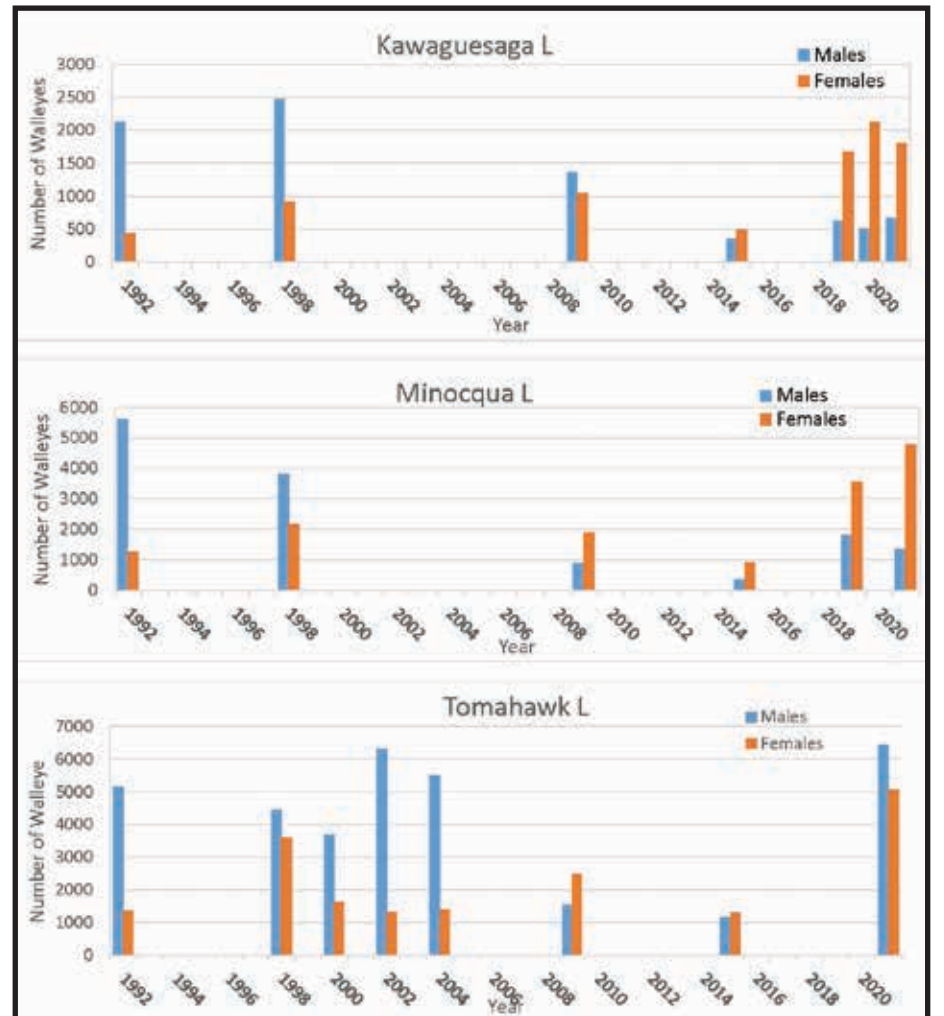 Kawaguesaga L
Males
Females
Number of Walleyes
3000
2500
2000
1500
1000
500
0
1992 1994 1996 1998 2000 2002 2004 2006 2008 2010 2012 2014 2016 2018 2020
Year
Minocqua L
Males
Females
Number of Walleyes
6000
5000
4000
3000
2000
1000
0
1992 1994 1996 1998 2000 2002 2004 2006 2008 2010 2012 2014 2016 2018 2020
Year
Tomahawk L
Males
Females
Number of Walleye
7000
6000
5000
4000
3000
2000
1000
0
1992 1994 1996 1998 2000 2002 2004 2006 2008 2010 2012 2014 2016 2018 2020
Year